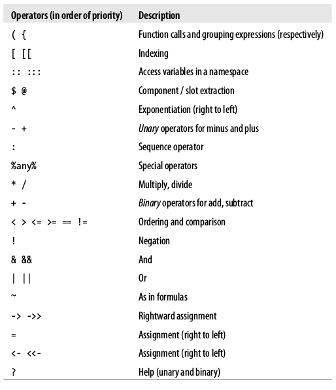 Operators (in order of priority) Description
( { Function calls and grouping expressions (respectively)
[ [[ Indexing
:: ::: Access variables in a namespace
$ @ Component / slot extraction
^ Exponentiation (right to left)
- + Unary operators for minus and plus
: Sequence operator
%any% Special operators
* / Multiply, divide
+ - Binary operators for add, subtract
< > <= >= == != Ordering and comparison
! Negation
& && And
| || Or
~ As in formulas
-> ->> Rightward assignment
= Assignment (right to left)
<- <<- Assignment (right to left)
? Help (unary and binary)